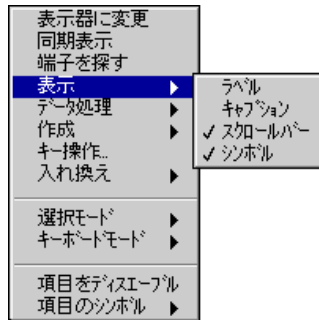 表示器に変更
同期表示
端子を探す
表示
ﾃﾞｰﾀ処理
作成
ｷｰ操作...
入れ換え
選択ﾓｰﾄﾞ
ｷｰﾎﾞｰﾄﾞﾓｰﾄﾞ
項目をﾃﾞｨｽｴｰﾌﾞﾙ
項目のｼﾝﾎﾞﾙ
ﾗﾍﾞﾙ
ｷｬﾌﾟｼｮﾝ
✓ ｽｸﾛｰﾙﾊﾞｰ
✓ ｼﾝﾎﾞﾙ